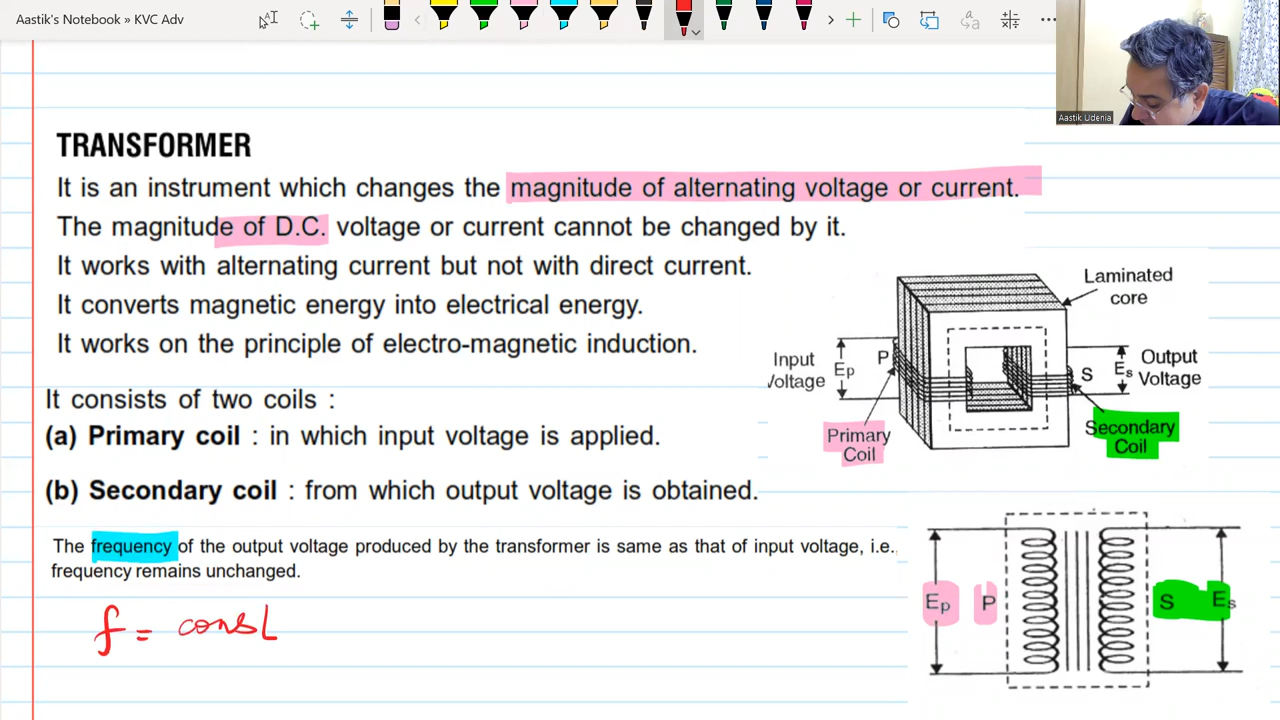 Aastik's Notebook » KVC Adv
Aastik Udenia
TRANSFORMER
It is an instrument which changes the magnitude of alternating voltage or current.
The magnitude of D.C. voltage or current cannot be changed by it.
It works with alternating current but not with direct current.
It converts magnetic energy into electrical energy.
It works on the principle of electro-magnetic induction.
It consists of two coils :
(a) Primary coil : in which input voltage is applied.
(b) Secondary coil : from which output voltage is obtained.
The frequency of the output voltage produced by the transformer is same as that of input voltage, i.e.,
frequency remains unchanged.
f = const
Laminated
core
Input
Voltage
Ep
P
S
Es
Output
Voltage
Primary
Coil
Secondary
Coil
Ep P S Es